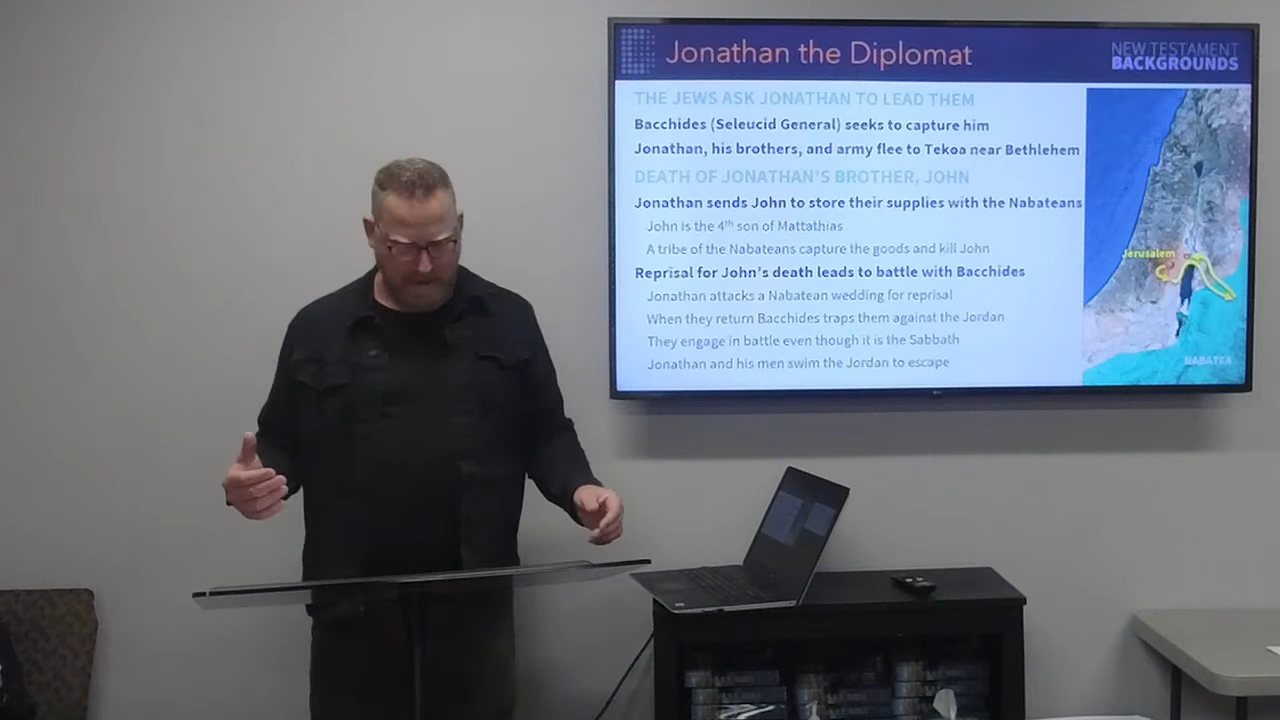 Jonathan the Diplomat
NEW TESTAMENT
BACKGROUNDS
THE JEWS ASK JONATHAN TO LEAD THEM
Bacchides (Seleucid General) seeks to capture him
Jonathan, his brothers, and army flee to Tekoa near Bethlehem
DEATH OF JONATHAN'S BROTHER, JOHN
Jonathan sends John to store their supplies with the Nabateans
John is the 4th son of Mattathias
A tribe of the Nabateans capture the goods and kill John
Reprisal for John's death leads to battle with Bacchides
Jonathan attacks a Nabatean wedding for reprisal
When they return Bacchides traps them against the Jordan
They engage in battle even though it is the Sabbath
Jonathan and his men swim the Jordan to escape
Jerusalem
NABATEA